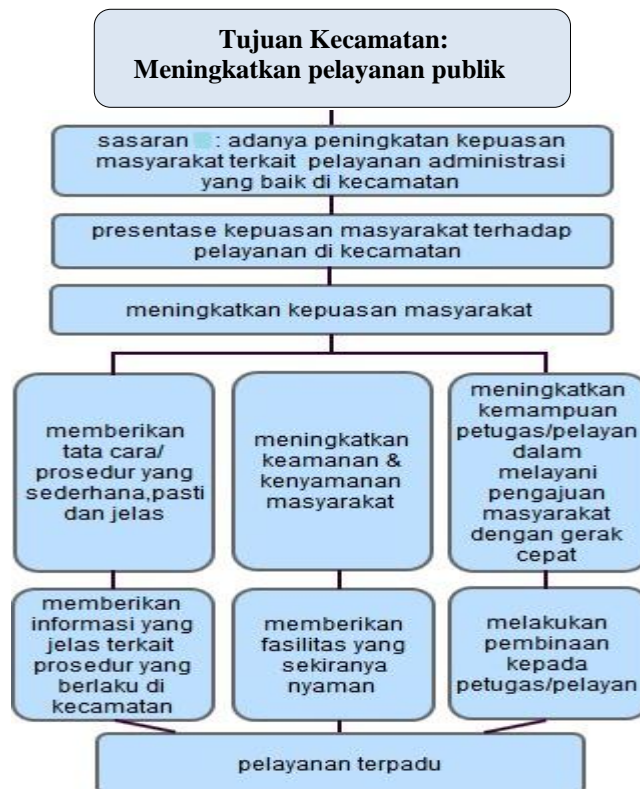 Tujuan Kecamatan:
Meningkatkan pelayanan publik
sasaran : adanya peningkatan kepuasan
masyarakat terkait pelayanan administrasi
yang baik di kecamatan
presentase kepuasan masyarakat terhadap
pelayanan di kecamatan
meningkatkan kepuasan masyarakat
memberikan
tata cara/
prosedur yang
sederhana,pasti
dan jelas
meningkatkan
keamanan &
kenyamanan
masyarakat
meningkatkan
kemampuan
petugas/pelayan
dalam
melayani
pengajuan
masyarakat
dengan gerak
cepat
memberikan
informasi yang
jelas terkait
prosedur yang
berlaku di
kecamatan
memberikan
fasilitas yang
sekiranya
nyaman
melakukan
pembinaan
kepada
petugas/pelayan
pelayanan terpadu